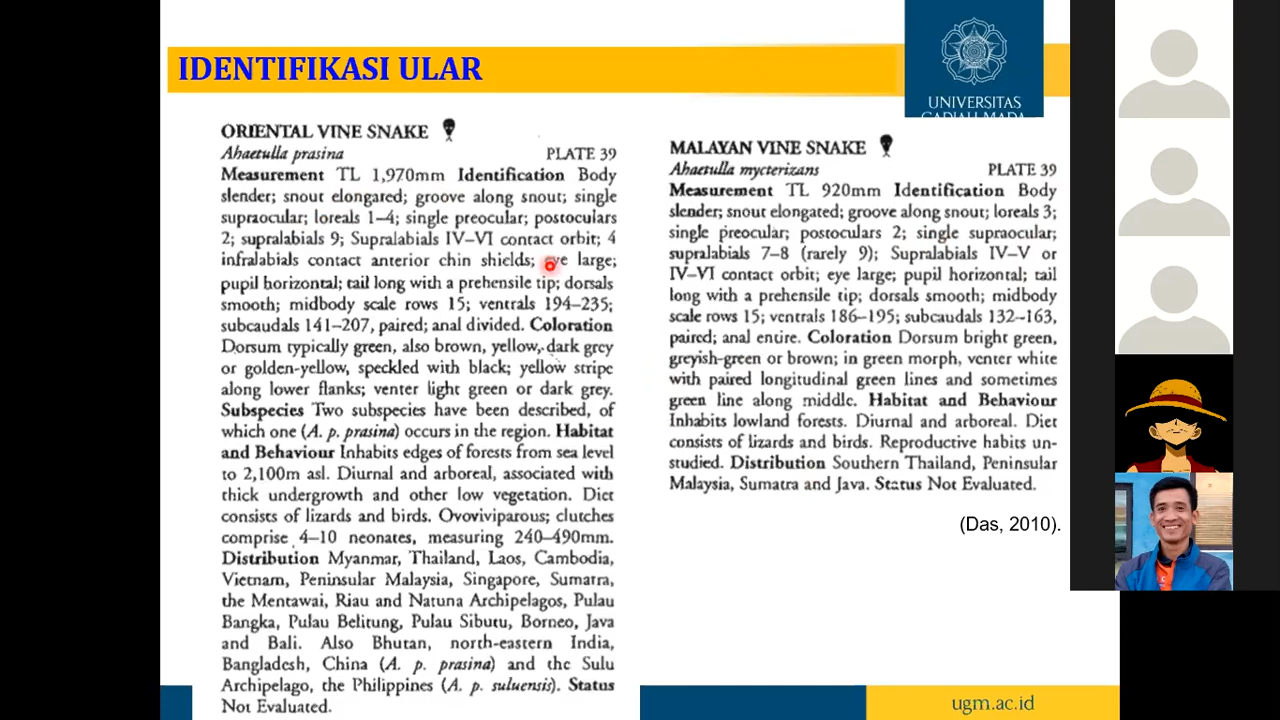 IDENTIFIKASI ULAR
UNIVERSITAS
GADJAH MADA
ORIENTAL VINE SNAKE
Ahaetulla prasina PLATE 39
Measurement TL 1,970mm Identification Body
slender; snout elongated; groove along snout; single
supraocular; loreals 1–4; single preocular; postoculars
2; supralabials 9; Supralabials IV–VI contact orbit; 4
infralabials contact anterior chin shields; eye large;
pupil horizontal; tail long with a prehensile tip; dorsals
smooth; midbody scale rows 15; ventrals 194–235;
subcaudals 141–207, paired; anal divided. Coloration
Dorsum typically green, also brown, yellow, dark grey
or golden-yellow, speckled with black; yellow stripe
along lower flanks; venter light green or dark grey.
Subspecies Two subspecies have been described, of
which one (A. p. prasina) occurs in the region. Habitat
and Behaviour Inhabits edges of forests from sea level
to 2,100m asl. Diurnal and arboreal, associated with
thick undergrowth and other low vegetation. Diet
consists of lizards and birds. Ovoviviparous; clutches
comprise 4–10 neonates, measuring 240–490mm.
Distribution Myanmar, Thailand, Laos, Cambodia,
Vietnam, Peninsular Malaysia, Singapore, Sumatra,
the Mentawai, Riau and Natuna Archipelagos, Pulau
Bangka, Pulau Belitung, Pulau Sibutu, Borneo, Java
and Bali. Also Bhutan, north-eastern India,
Bangladesh, China (A. p. prasina) and the Sulu
Archipelago, the Philippines (A. p. suluensis). Status
Not Evaluated.
MALAYAN VINE SNAKE
Ahaetulla mycterizans PLATE 39
Measurement TL 920mm Identification Body
slender; snout elongated; groove along snout; loreals 3;
single preocular; postoculars 2; single supraocular;
supralabials 7–8 (rarely 9); Supralabials IV–V or
IV–VI contact orbit; eye large; pupil horizontal; tail
long with a prehensile tip; dorsals smooth; midbody
scale rows 15; ventrals 186–195; subcaudals 132–163,
paired; anal entire. Coloration Dorsum bright green,
greyish-green or brown; in green morph, venter white
with paired longitudinal green lines and sometimes
green line along middle. Habitat and Behaviour
Inhabits lowland forests. Diurnal and arboreal. Diet
consists of lizards and birds. Reproductive habits un-
studied. Distribution Southern Thailand, Peninsular
Malaysia, Sumatra and Java. Status Not Evaluated.
(Das, 2010).
ugm.ac.id